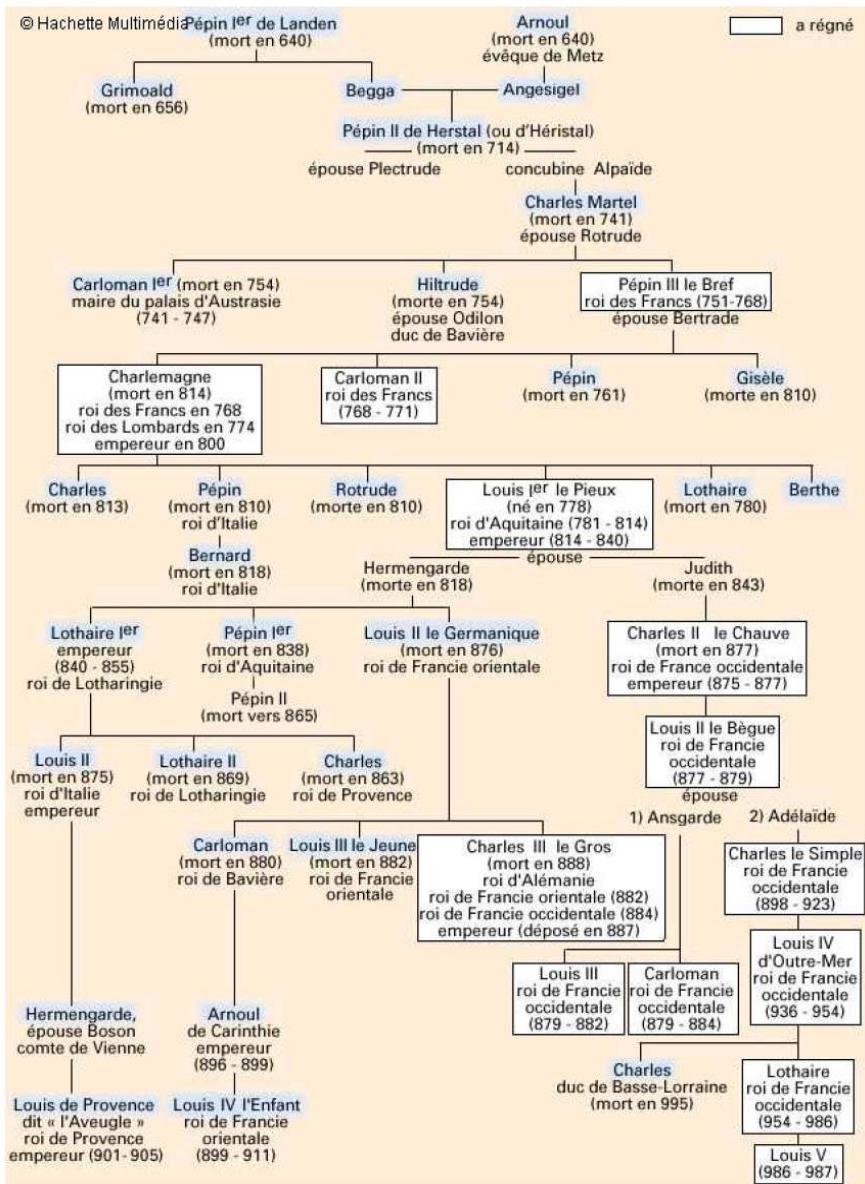 © Hachette Multimédia
Pépin Ier de Landen
(mort en 640)
Arnoul
(mort en 640)
évêque de Metz
a régné
Grimoald
(mort en 656)
Begga
Angesigel
Pépin II de Herstal (ou d'Héristal)
(mort en 714)
épouse Plectrude
concubine Alpaïde
Charles Martel
(mort en 741)
épouse Rotrude
Carloman Ier (mort en 754)
maire du palais d'Austrasie
(741 - 747)
Hiltrude
(morte en 754)
épouse Odilon
duc de Bavière
Pépin III le Bref
roi des Francs (751-768)
épouse Bertrade
Charlemagne
(mort en 814)
roi des Francs en 768
roi des Lombards en 774
empereur en 800
Carloman II
roi des Francs
(768 - 771)
Pépin
(mort en 761)
Gisèle
(morte en 810)
Charles
(mort en 813)
Pépin
(mort en 810)
roi d'Italie
Rotrude
(morte en 810)
Louis Ier le Pieux
(né en 778)
roi d'Aquitaine (781 - 814)
empereur (814 - 840)
Lothaire
(mort en 780)
Berthe
Bernard
(mort en 818)
roi d'Italie
épouse
Hermengarde
(morte en 818)
Judith
(morte en 843)
Lothaire Ier
empereur
(840 - 855)
roi de Lotharingie
Pépin Ier
(mort en 838)
roi d'Aquitaine
Pépin II
(mort vers 865)
Louis II le Germanique
(mort en 876)
roi de Francie orientale
Charles II le Chauve
(mort en 877)
roi de France occidentale
empereur (875 - 877)
Louis II le Bègue
roi de Francie
occidentale
(877 - 879)
épouse
Louis II
(mort en 875)
roi d'Italie
empereur
Lothaire II
(mort en 869)
roi de Lotharingie
Charles
(mort en 863)
roi de Provence
1) Ansgarde
2) Adélaïde
Carloman
(mort en 880)
roi de Bavière
Louis III le Jeune
(mort en 882)
roi de Francie
orientale
Charles III le Gros
(mort en 888)
roi d'Alémanie
roi de Francie orientale (882)
roi de Francie occidentale (884)
empereur (déposé en 887)
Charles le Simple
roi de Francie
occidentale
(898 - 923)
Louis III
roi de Francie
occidentale
(879 - 882)
Carloman
roi de Francie
occidentale
(879 - 884)
Louis IV
d'Outre-Mer
roi de Francie
occidentale
(936 - 954)
Hermengarde,
épouse Boson
comte de Vienne
Arnoul
de Carinthie
empereur
(896 - 899)
Charles
duc de Basse-Lorraine
(mort en 995)
Lothaire
roi de Francie
occidentale
(954 - 986)
Louis de Provence
dit « l'Aveugle »
roi de Provence
empereur (901-905)
Louis IV l'Enfant
roi de Francie
orientale
(899 - 911)
Louis V
(986 - 987)